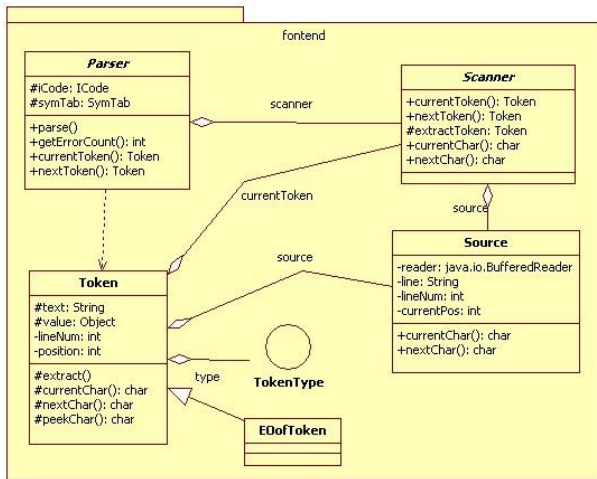 fontend
Parser
#iCode: ICode
#symTab: SymTab
+parse()
+getErrorCount(): int
+currentToken(): Token
+nextToken(): Token
scanner
Scanner
+currentToken(): Token
+nextToken(): Token
#extractToken: Token
+currentChar(): char
+nextChar(): char
currentToken
source
source
Source
-reader: java.io.BufferedReader
-line: String
-lineNum: int
-currentPos: int
+currentChar(): char
+nextChar(): char
Token
#text: String
#value: Object
-lineNum: int
-position: int
#extract()
#currentChar(): char
#nextChar(): char
#peekChar(): char
type
TokenType
EOofToken